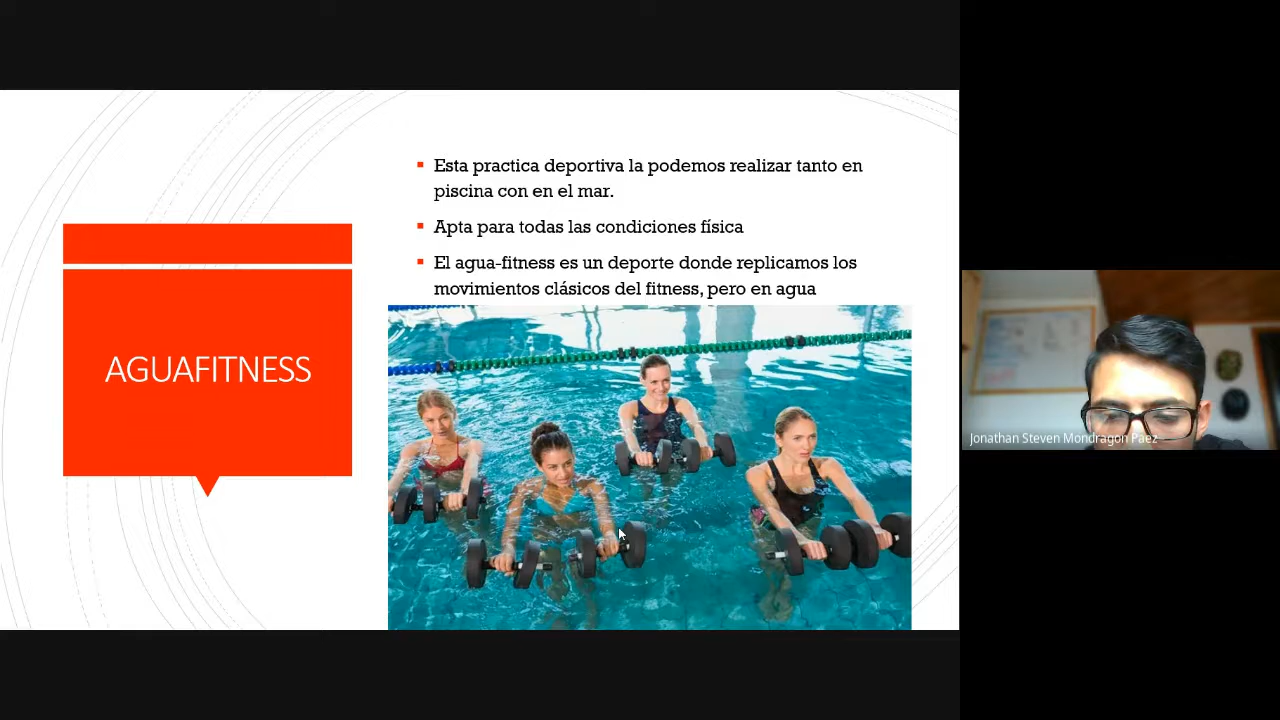 Esta practica deportiva la podemos realizar tanto en
piscina con en el mar.
Apta para todas las condiciones física
El agua-fitness es un deporte donde replicamos los
movimientos clásicos del fitness, pero en agua
AGUAFITNESS
Jonathan Steven Mondragon Paez